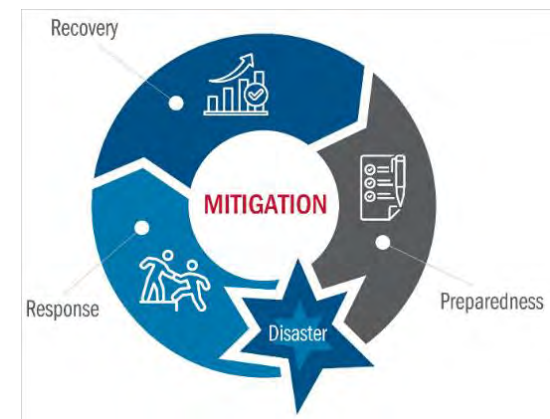 Recovery
MITIGATION
Response
Disaster
Preparedness